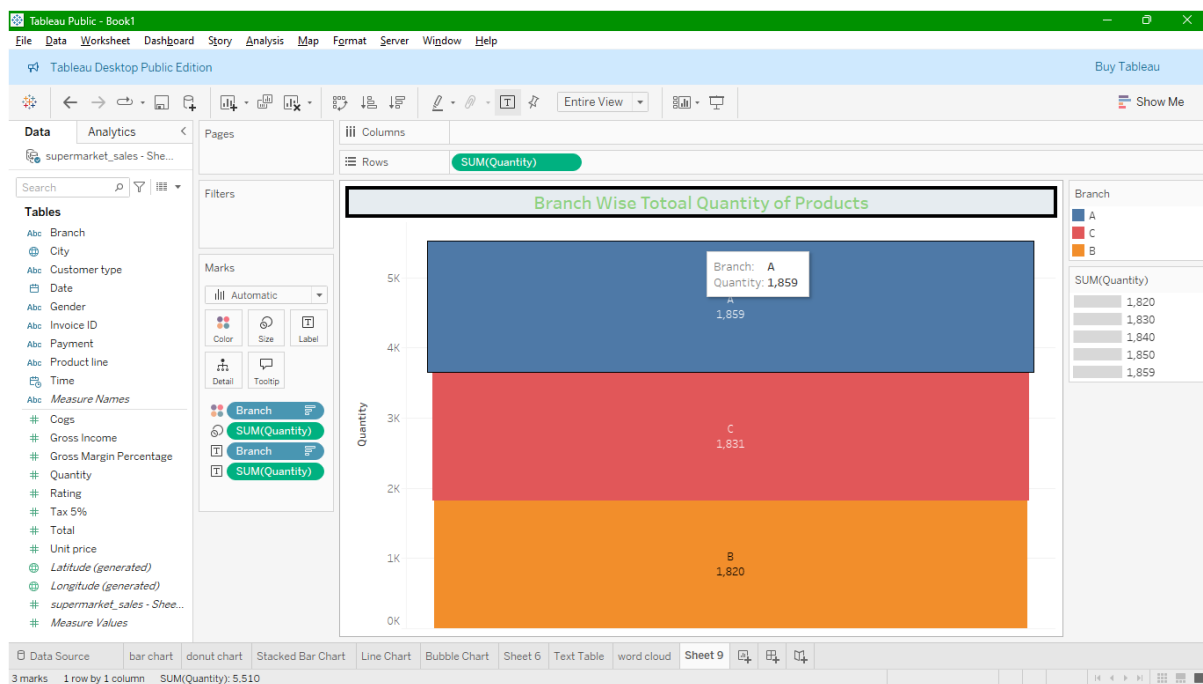 Tableau Public - Book1
File Data Worksheet Dashboard Story Analysis Map Format Server Window Help
Tableau Desktop Public Edition
Buy Tableau
Entire View
Show Me
Data
Analytics
supermarket_sales - She...
Search
Tables
Abc Branch
City
Abc Customer type
Date
Abc Gender
Abc Invoice ID
Abc Payment
Abc Product line
Time
Abc Measure Names
# Cogs
# Gross Income
# Gross Margin Percentage
# Quantity
# Rating
# Tax 5%
# Total
# Unit price
Latitude (generated)
Longitude (generated)
# supermarket_sales - Shee...
# Measure Values
Pages
Filters
Marks
Automatic
Color
Size
T
Label
Detail
Tooltip
Branch
SUM(Quantity)
T Branch
T SUM(Quantity)
Columns
Rows
SUM(Quantity)
Branch Wise Totoal Quantity of Products
Quantity
5K
4K
3K
2K
1K
0K
Branch: A
Quantity: 1,859
A
1,859
C
1,831
B
1,820
Branch
A
C
B
SUM(Quantity)
1,820
1,830
1,840
1,850
1,859
Data Source
bar chart
donut chart
Stacked Bar Chart
Line Chart
Bubble Chart
Sheet 6
Text Table
word cloud
Sheet 9
3 marks 1 row by 1 column SUM(Quantity): 5,510